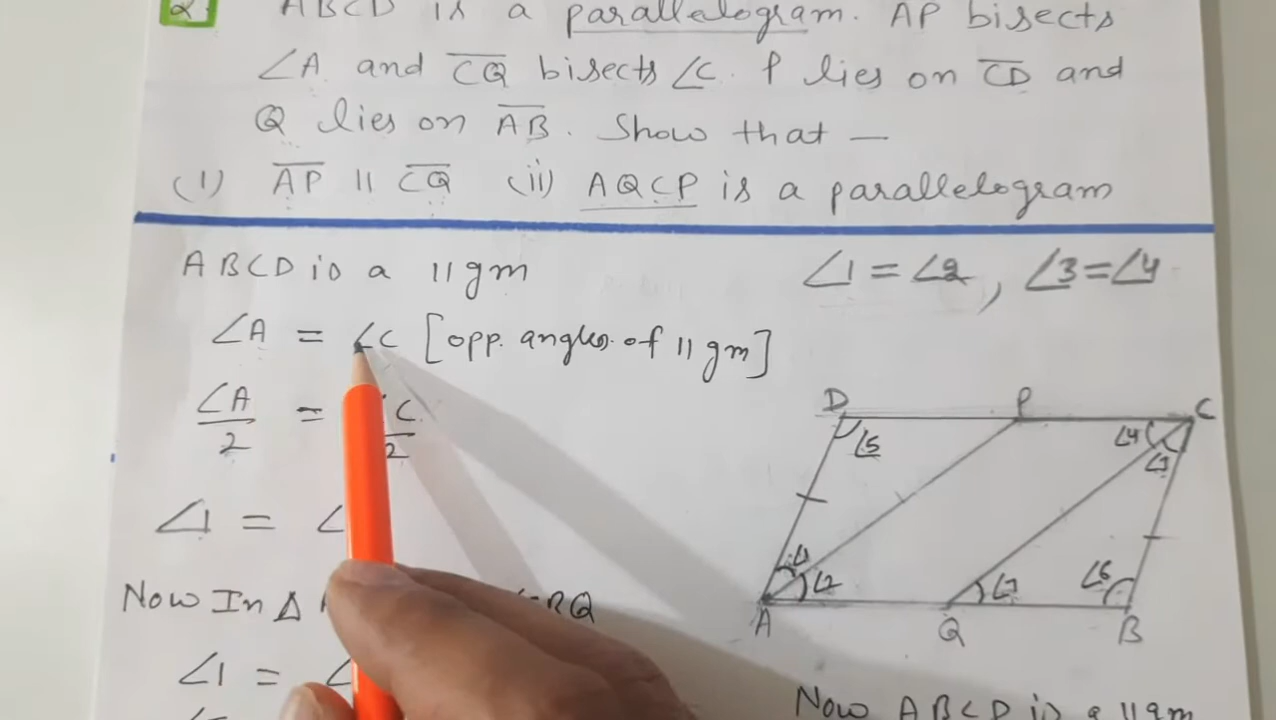 Q. ABCD is a parallelogram. AP bisects
∠A and CQ bisects ∠C. P lies on CD and
Q lies on AB. Show that —
(i) AP || CQ (ii) AQCP is a parallelogram
ABCD is a ||gm
∠1 = ∠2, ∠3 = ∠4
∠A = ∠C [opp. angles of ||gm]
∠A/2 = C/2
∠1 = ∠
Now In Δ
BQ
∠1 = ∠
D P C
∠5 ∠4 ∠3
∠1 ∠2 ∠7 ∠6
A Q B
Now ABCD is a ||gm